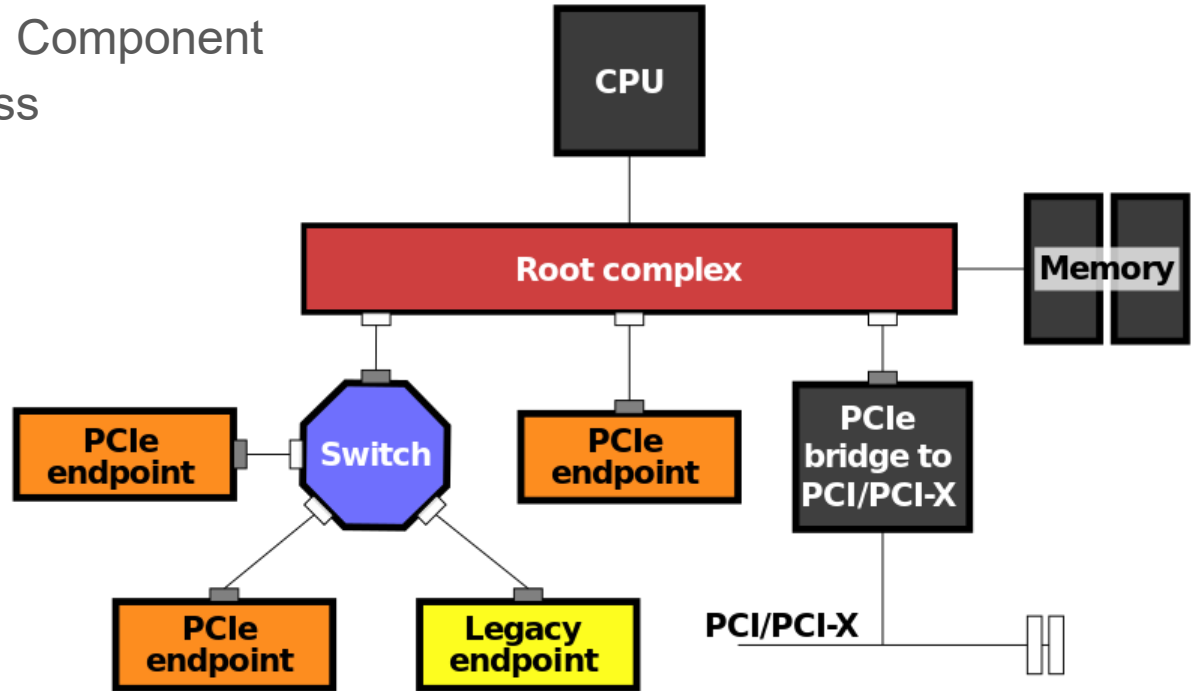 Component
ss
CPU
Root complex
Memory
PCIe
endpoint
Switch
PCIe
endpoint
PCIe
bridge to
PCI/PCI-X
PCIe
endpoint
Legacy
endpoint
PCI/PCI-X